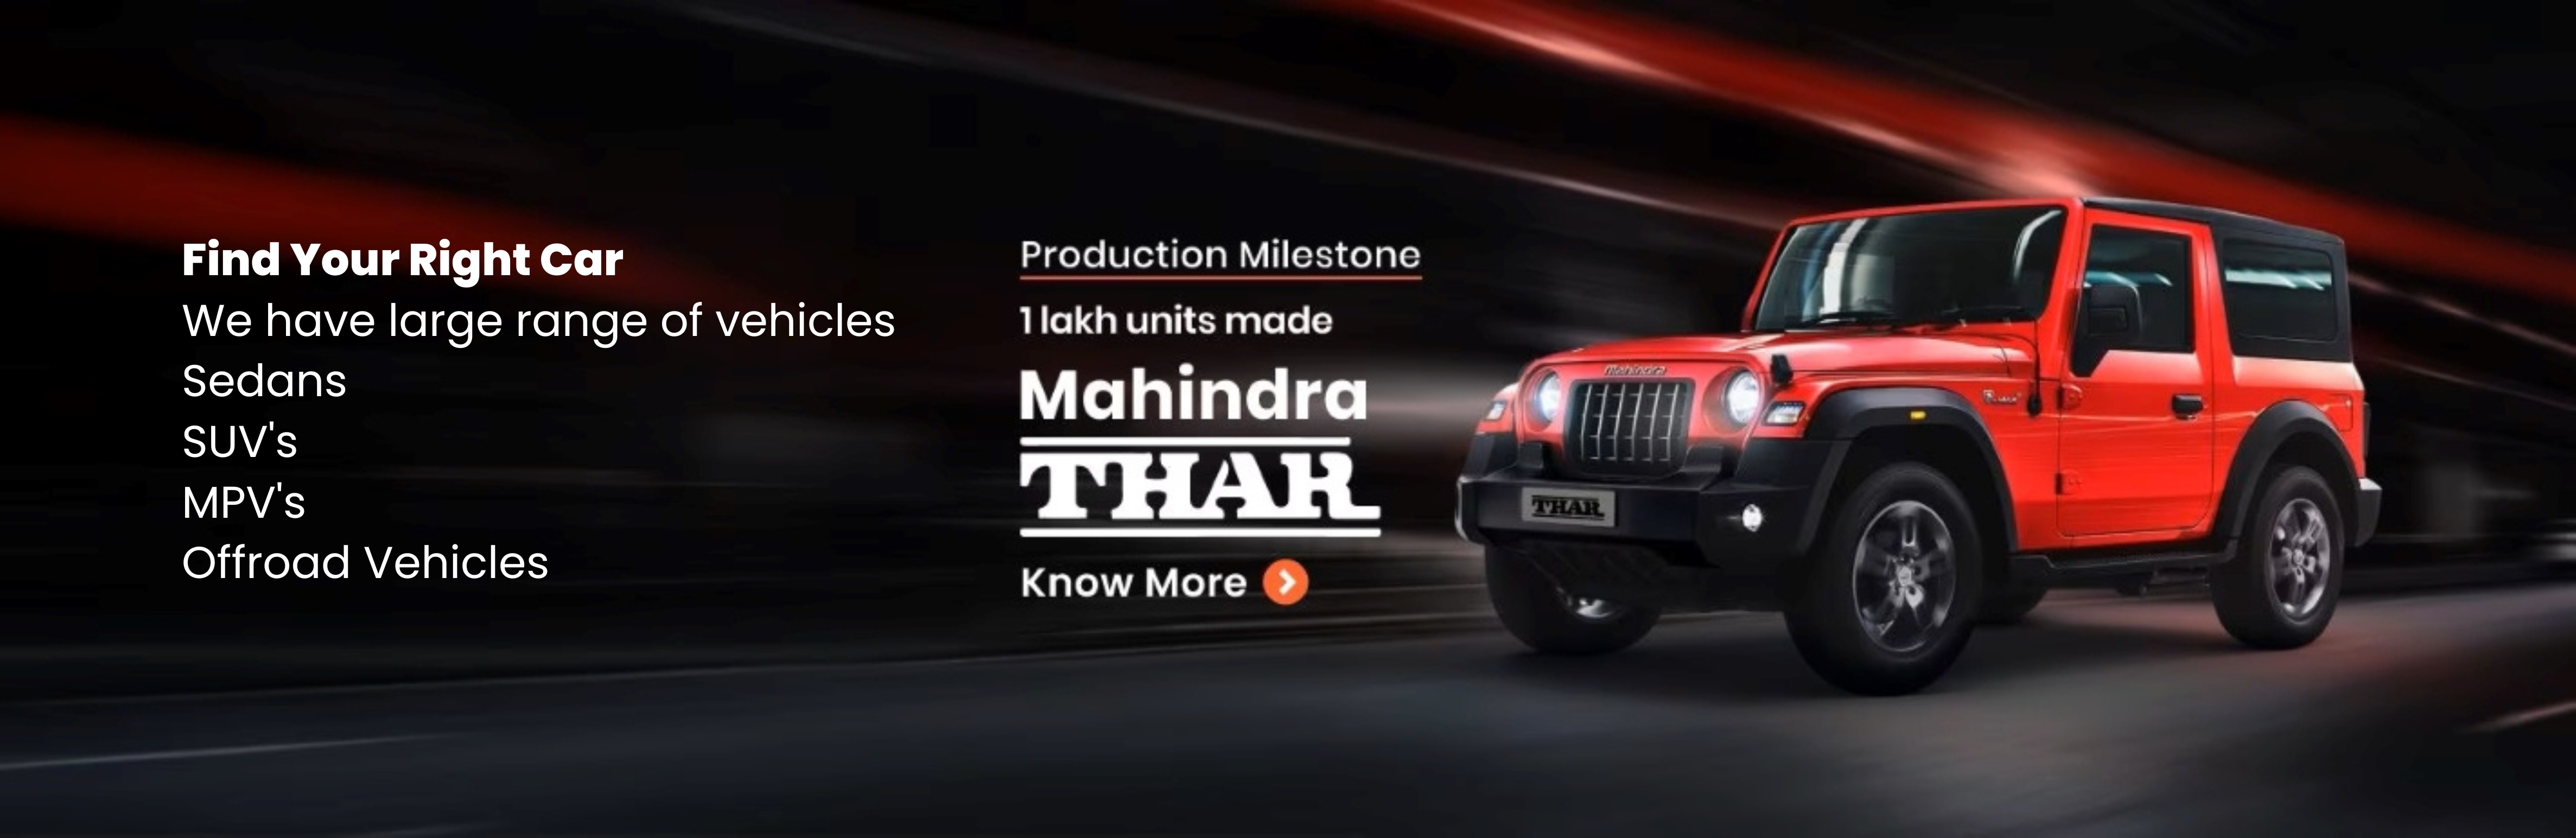 Find Your Right Car
We have large range of vehicles
Sedans
SUV's
MPV's
Offroad Vehicles
Production Milestone
1 lakh units made
Mahindra
THAR
Know More
Mahindra
THAR